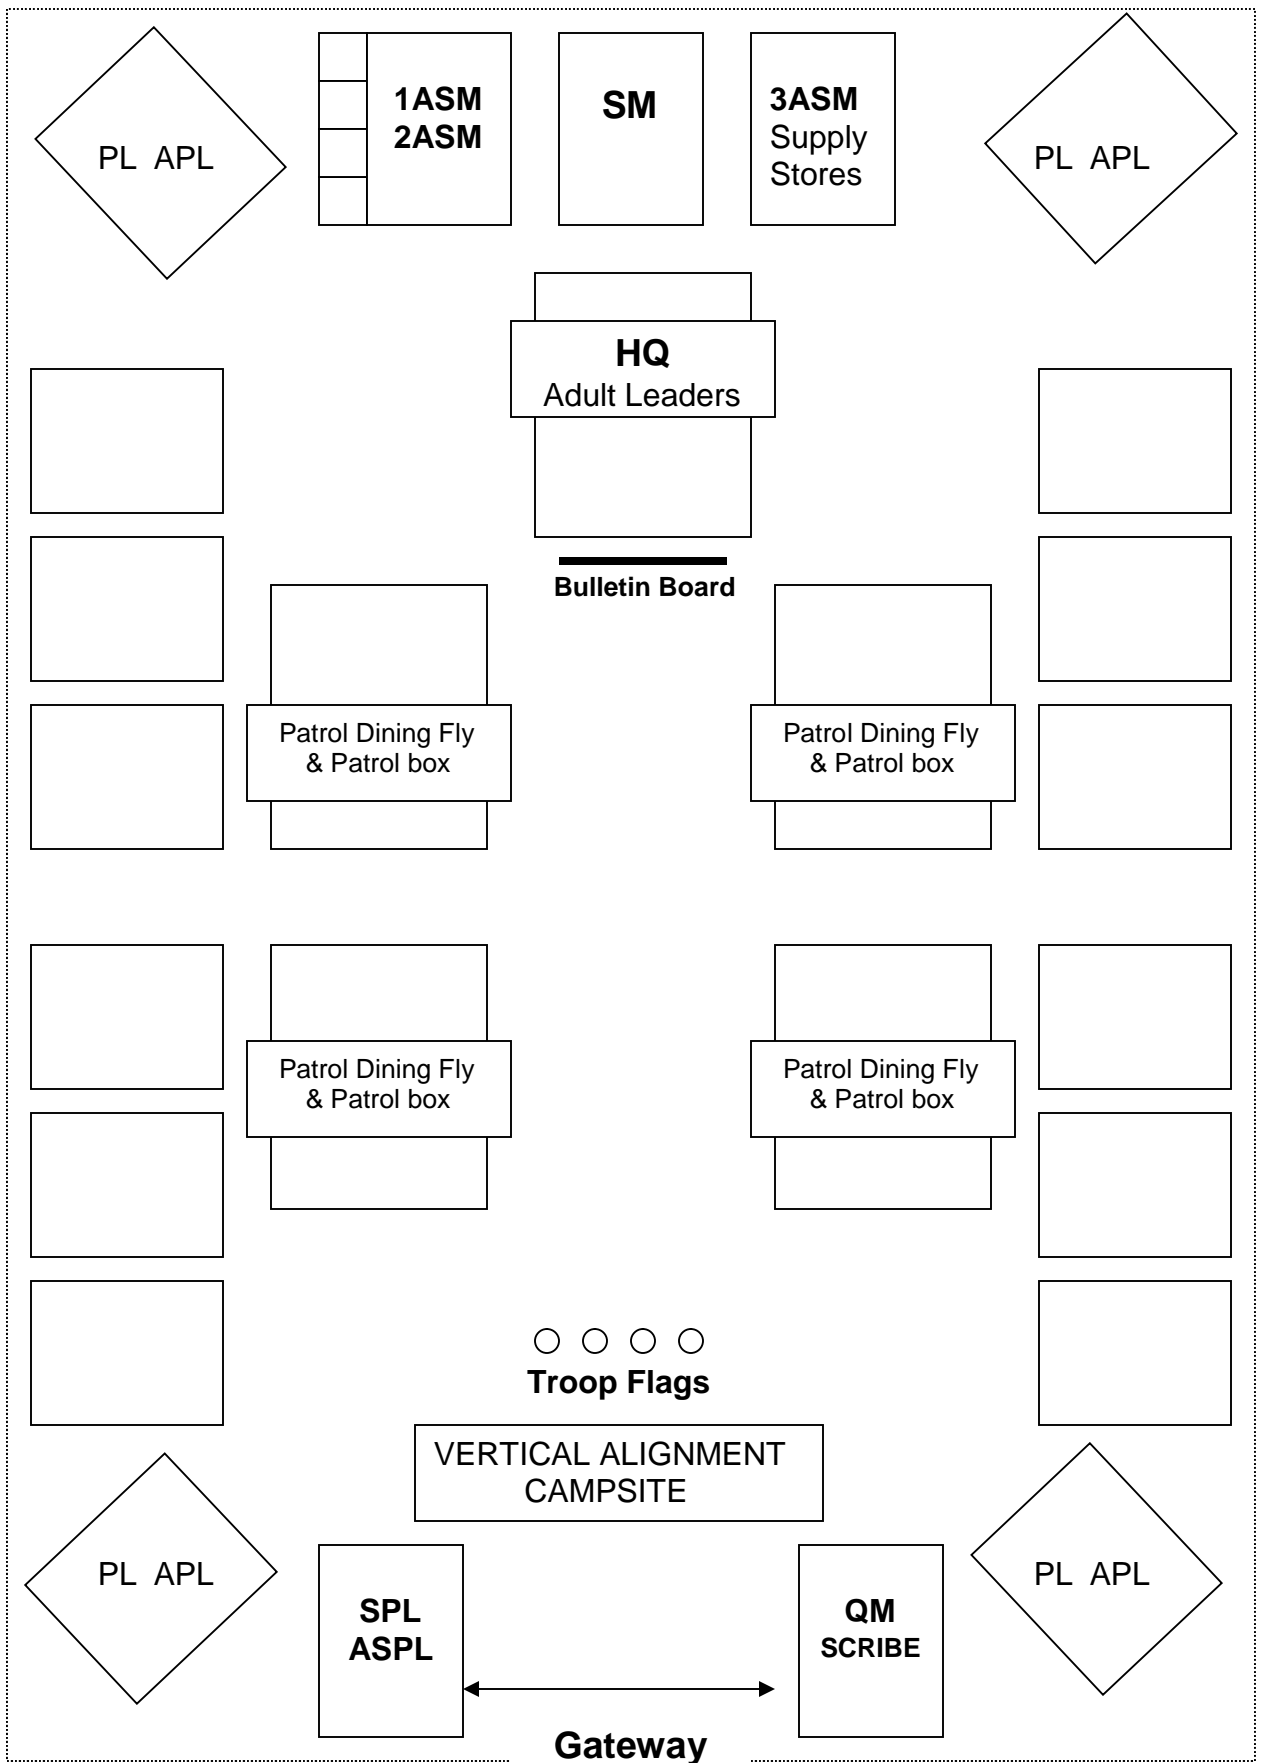 PL APL
1ASM
2ASM
SM
3ASM
Supply
Stores
PL APL
HQ
Adult Leaders
Bulletin Board
Patrol Dining Fly
& Patrol box
Patrol Dining Fly
& Patrol box
Patrol Dining Fly
& Patrol box
Patrol Dining Fly
& Patrol box
Troop Flags
VERTICAL ALIGNMENT
CAMPSITE
PL APL
SPL
ASPL
QM
SCRIBE
PL APL
Gateway